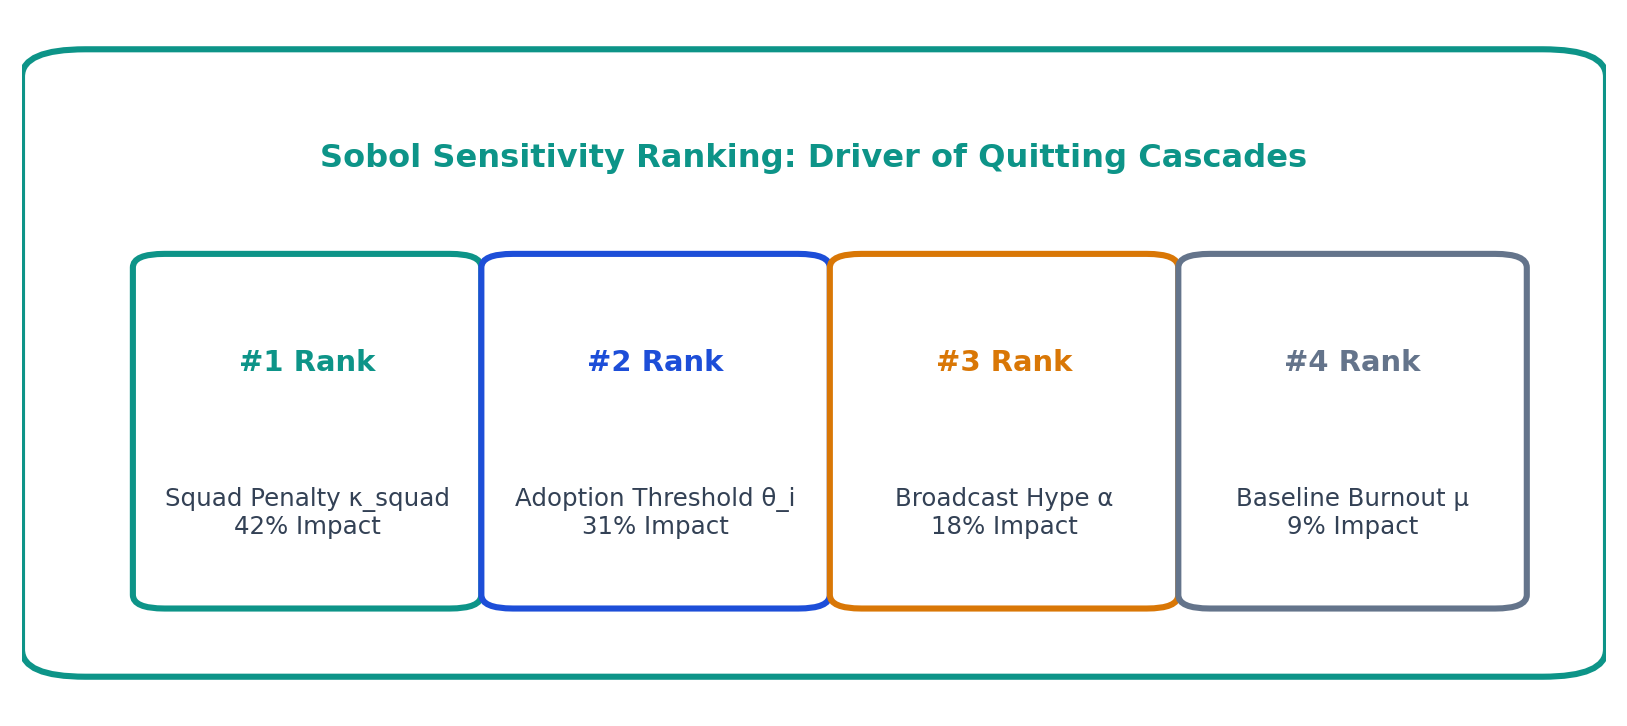 Sobol Sensitivity Ranking: Driver of Quitting Cascades
#1 Rank
Squad Penalty κ_squad
42% Impact
#2 Rank
Adoption Threshold θ_i
31% Impact
#3 Rank
Broadcast Hype α
18% Impact
#4 Rank
Baseline Burnout μ
9% Impact